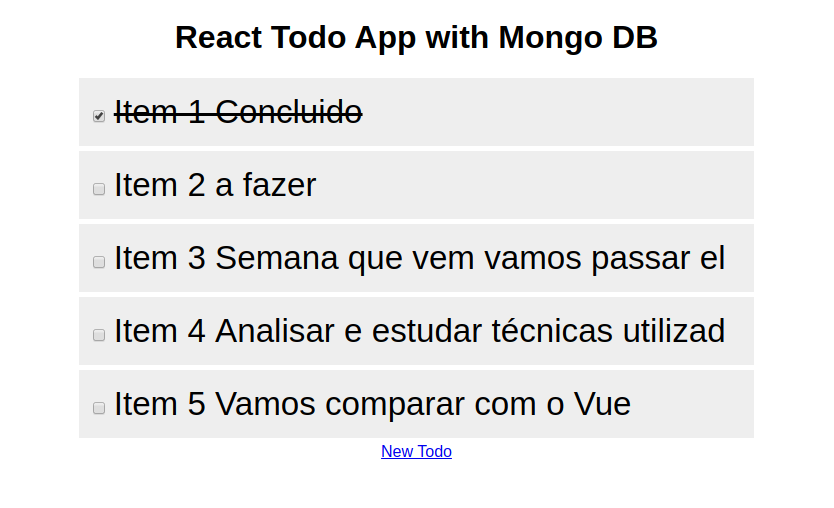 React Todo App with Mongo DB
Item 1 Concluido
Item 2 a fazer
Item 3 Semana que vem vamos passar el
Item 4 Analisar e estudar técnicas utilizad
Item 5 Vamos comparar com o Vue
New Todo